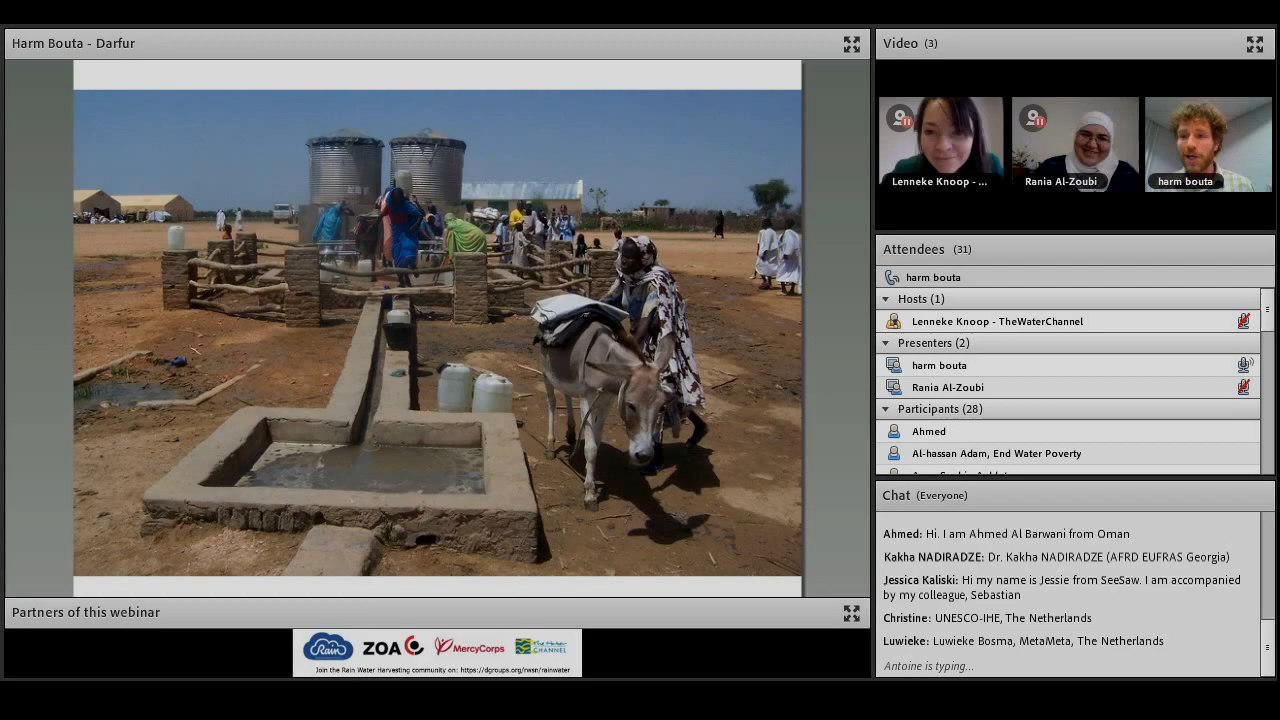 Harm Bouta - Darfur
Video (3)
Lenneke Knoop - ...
Rania Al-Zoubi
harm bouta
Attendees (31)
harm bouta
Hosts (1)
Lenneke Knoop - TheWaterChannel
Presenters (2)
harm bouta
Rania Al-Zoubi
Participants (28)
Ahmed
Al-hassan Adam, End Water Poverty
Chat (Everyone)
Ahmed: Hi. I am Ahmed Al Barwani from Oman
Kakha NADIRADZE: Dr. Kakha NADIRADZE (AFRD EUFRAS Georgia)
Jessica Kaliski: Hi my name is Jessie from SeeSaw. I am accompanied
by my colleague, Sebastian
Christine: UNESCO-IHE, The Netherlands
Luwieke: Luwieke Bosma, MetaMeta, The Netherlands
Antoine is typing...
Partners of this webinar
Rain
ZOA
MercyCorps
The Water
CHANNEL
Join the Rain Water Harvesting community on: https://dgroups.org/rwsn/rainwater